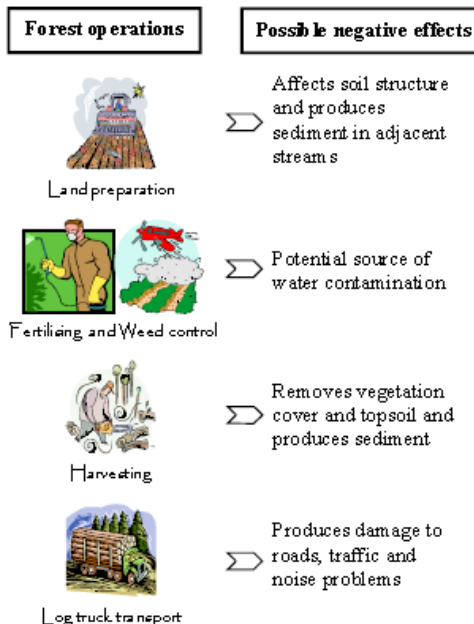 Forest operations
Possible negative effects
Land preparation
Affects soil structure
and produces
sediment in adjacent
streams
Fertilising and Weed control
Potential source of
water contamination
Harvesting
Removes vegetation
cover and topsoil and
produces sediment
Log truck transport
Produces damage to
roads, traffic and
noise problems